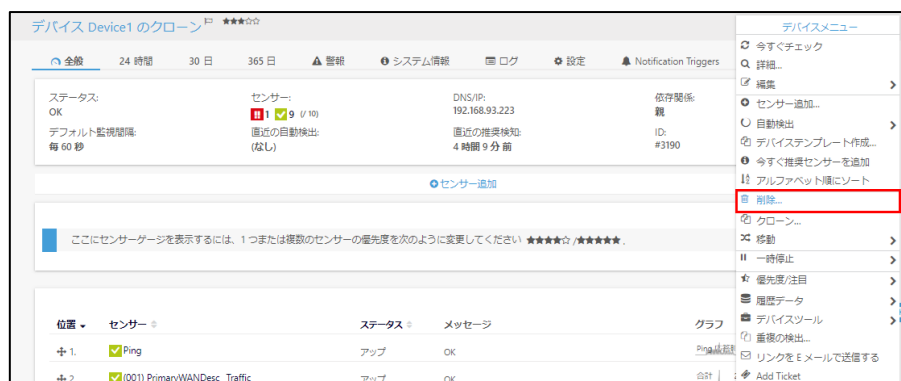 デバイス Device1 のクローン
全般 24 時間 30 日 365 日 警報 システム情報 ログ 設定 Notification Triggers
ステータス: センサー: DNS/IP: 依存関係:
OK 1 9 (/ 10) 192.168.93.223 親
デフォルト監視間隔: 直近の自動検出: 直近の推奨検知: ID:
毎 60 秒 (なし) 4 時間 9 分 前 #3190
センサー追加
ここにセンサーゲージを表示するには、1 つまたは複数のセンサーの優先度を次のように変更してください ★★★★☆ /★★★★★ .
位置 センサー ステータス メッセージ グラフ
1. Ping アップ OK Ping
2 (001) PrimaryWANDesc Traffic アップ OK 合計
デバイスメニュー
今すぐチェック
詳細...
編集
センサー追加...
自動検出
デバイステンプレート作成...
今すぐ推奨センサーを追加
アルファベット順にソート
削除...
クローン...
移動
一時停止
優先度/注目
履歴データ
デバイスツール
重複の検出...
リンクを E メールで送信する
Add Ticket